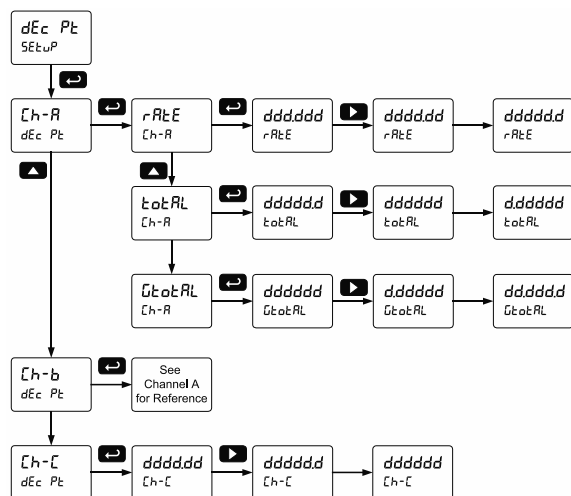 dEc Pt
SEtuP
Ch-A
dEc Pt
rAtE
Ch-A
ddd.ddd
rAtE
dddd.dd
rAtE
ddddd.d
rAtE
totAL
Ch-A
ddddd.d
totAL
dddddd
totAL
d.ddddd
totAL
GtotAL
Ch-A
dddddd
GtotAL
d.ddddd
GtotAL
dd.ddd.d
GtotAL
Ch-b
dEc Pt
See
Channel A
for Reference
Ch-C
dEc Pt
dddd.dd
Ch-C
ddddd.d
Ch-C
dddddd
Ch-C